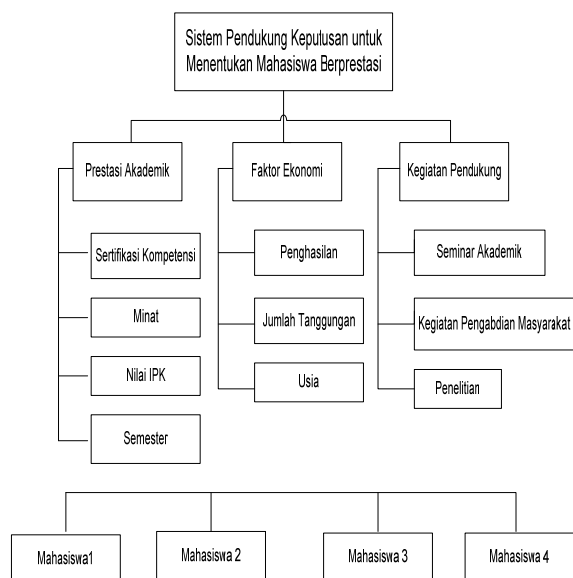 Sistem Pendukung Keputusan untuk
Menentukan Mahasiswa Berprestasi
Prestasi Akademik
Sertifikasi Kompetensi
Minat
Nilai IPK
Semester
Faktor Ekonomi
Penghasilan
Jumlah Tanggungan
Usia
Kegiatan Pendukung
Seminar Akademik
Kegiatan Pengabdian Masyarakat
Penelitian
Mahasiswa1
Mahasiswa 2
Mahasiswa 3
Mahasiswa 4